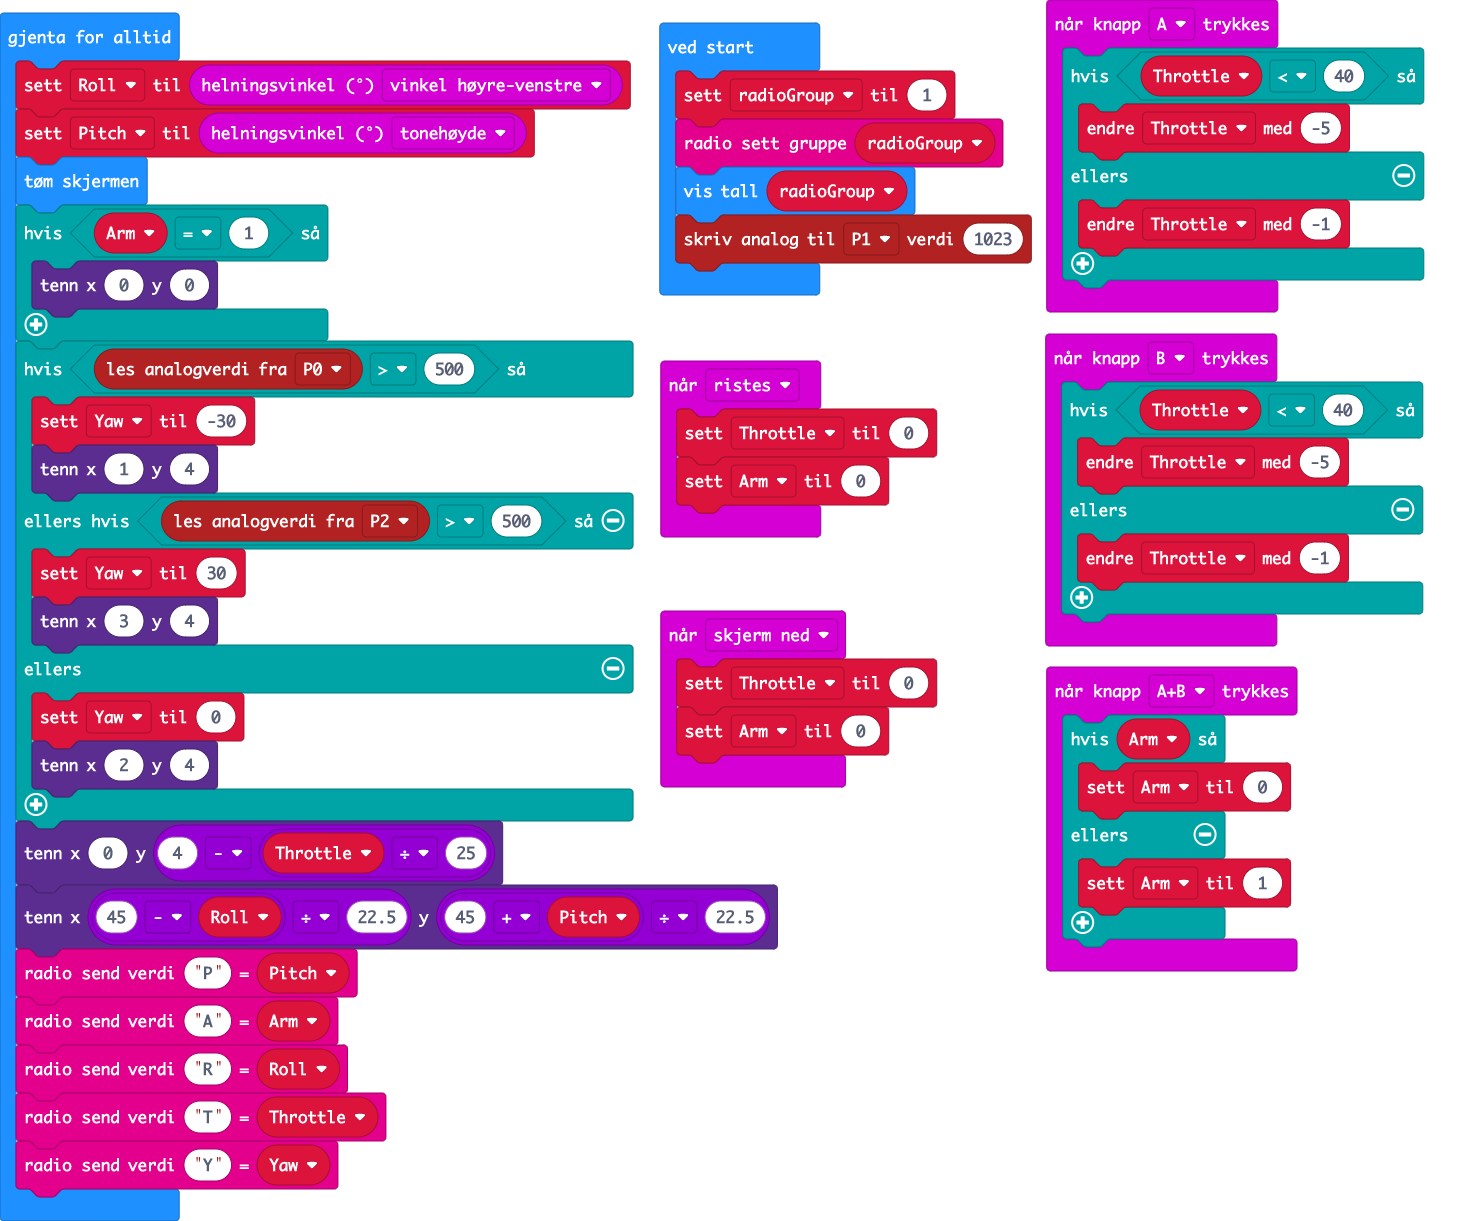 gjenta for alltid
sett Roll til helningsvinkel (°) vinkel høyre-venstre
sett Pitch til helningsvinkel (°) tonehøyde
tøm skjermen
hvis Arm = 1 så
tenn x 0 y 0
hvis les analogverdi fra P0 > 500 så
sett Yaw til -30
tenn x 1 y 4
ellers hvis les analogverdi fra P2 > 500 så
sett Yaw til 30
tenn x 3 y 4
ellers
sett Yaw til 0
tenn x 2 y 4
tenn x 0 y 4 - Throttle ÷ 25
tenn x 45 - Roll ÷ 22.5 y 45 + Pitch ÷ 22.5
radio send verdi "P" = Pitch
radio send verdi "A" = Arm
radio send verdi "R" = Roll
radio send verdi "T" = Throttle
radio send verdi "Y" = Yaw
ved start
sett radioGroup til 1
radio sett gruppe radioGroup
vis tall radioGroup
skriv analog til P1 verdi 1023
når ristes
sett Throttle til 0
sett Arm til 0
når skjerm ned
sett Throttle til 0
sett Arm til 0
når knapp A trykkes
hvis Throttle < 40 så
endre Throttle med -5
ellers
endre Throttle med -1
når knapp B trykkes
hvis Throttle < 40 så
endre Throttle med -5
ellers
endre Throttle med -1
når knapp A+B trykkes
hvis Arm så
sett Arm til 0
ellers
sett Arm til 1